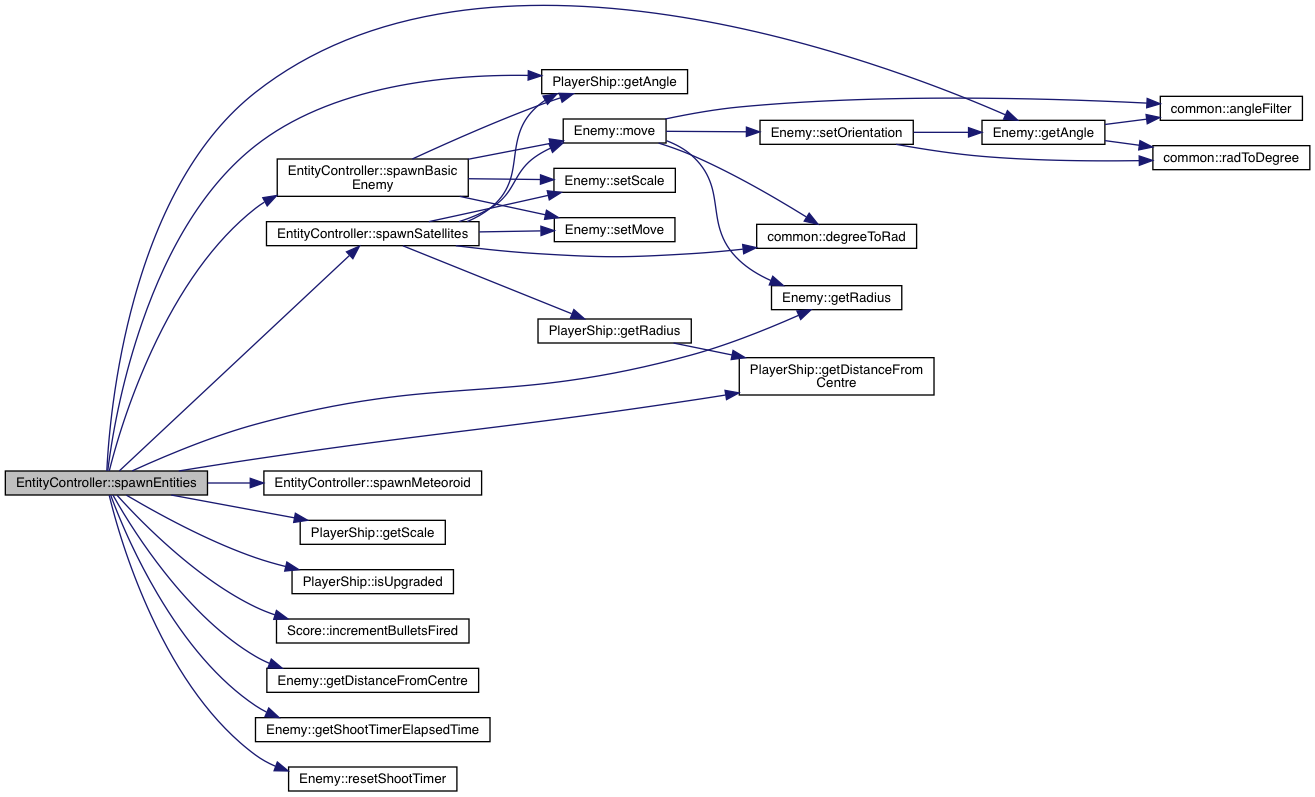 PlayerShip::getAngle
common::angleFilter
Enemy::move
Enemy::setOrientation
Enemy::getAngle
common::radToDegree
EntityController::spawnBasic
Enemy
Enemy::setScale
EntityController::spawnSatellites
Enemy::setMove
common::degreeToRad
Enemy::getRadius
PlayerShip::getRadius
PlayerShip::getDistanceFrom
Centre
EntityController::spawnEntities
EntityController::spawnMeteoroid
PlayerShip::getScale
PlayerShip::isUpgraded
Score::incrementBulletsFired
Enemy::getDistanceFromCentre
Enemy::getShootTimerElapsedTime
Enemy::resetShootTimer